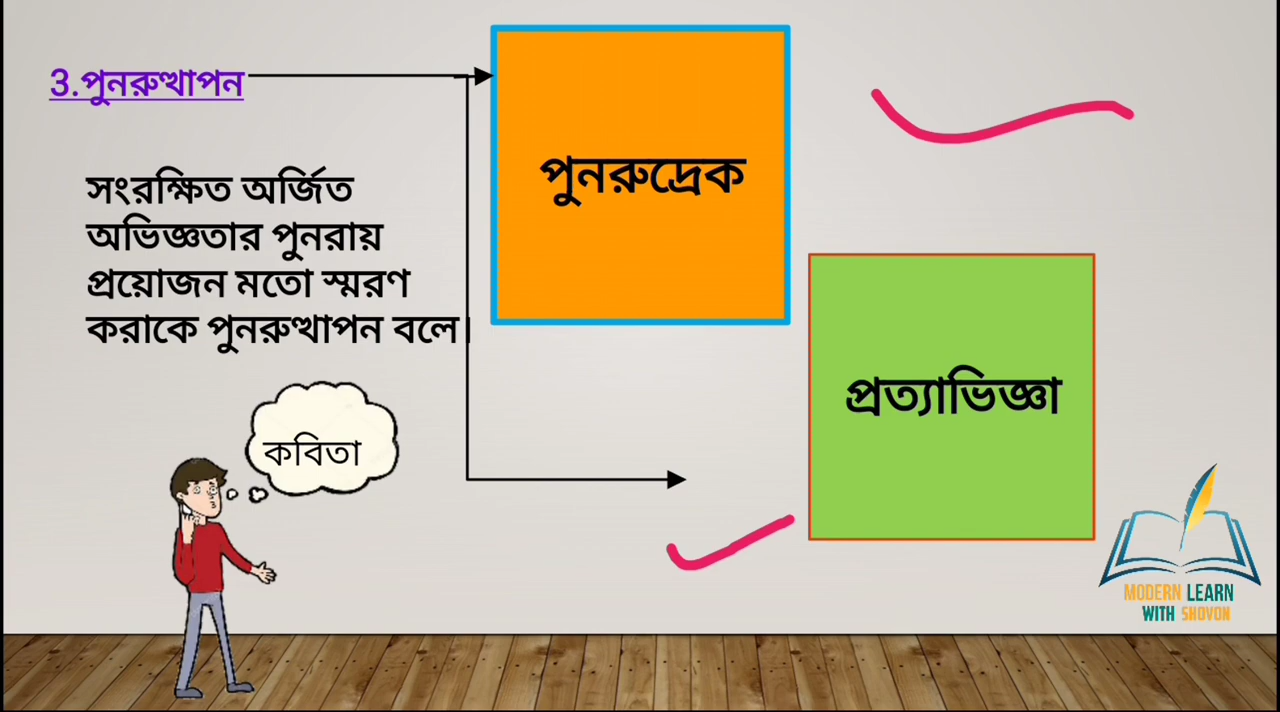 3.পুনরুত্থাপন
সংরক্ষিত অর্জিত
অভিজ্ঞতার পুনরায়
প্রয়োজন মতো স্মরণ
করাকে পুনরুত্থাপন বলে।
কবিতা
পুনরুদ্রেক
প্রত্যাভিজ্ঞা
MODERN LEARN
WITH SHOVON